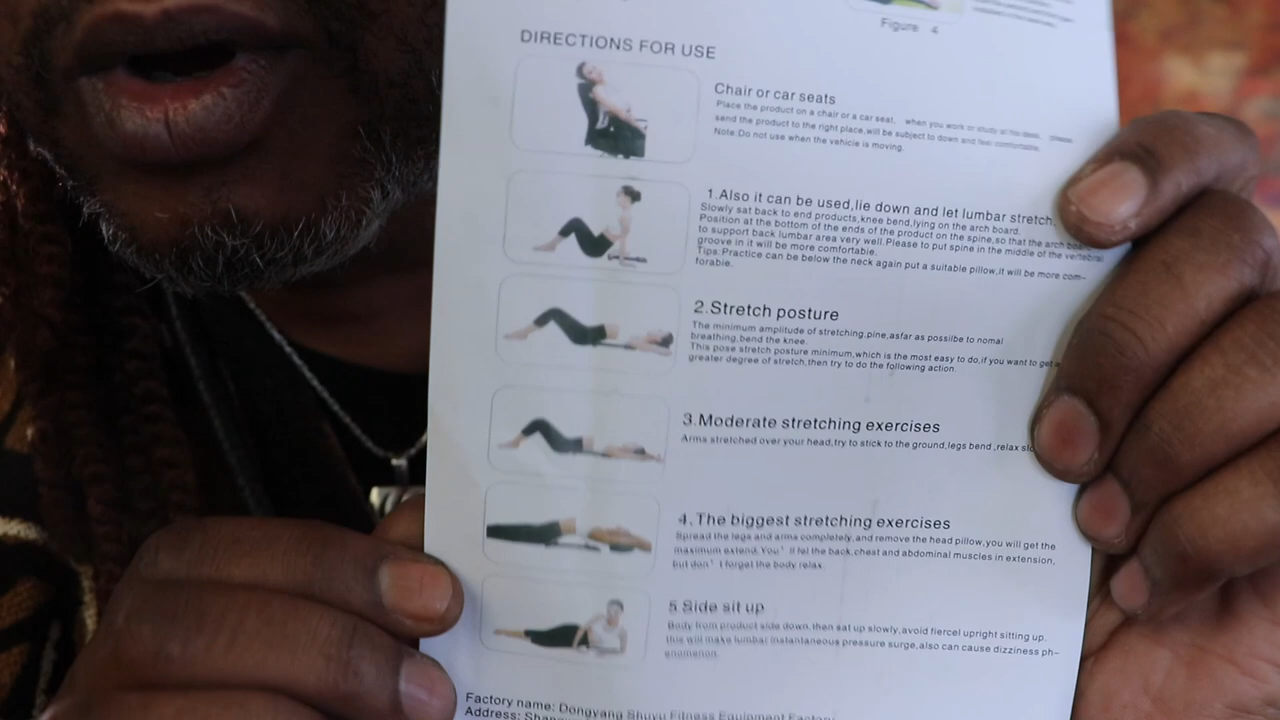 Figure 4
DIRECTIONS FOR USE
Chair or car seats
Place the product on a chair or a car seat, when you work or study at his desk, please
send the product to the right place,will be subject to down and feel comfortable.
Note:Do not use when the vehicle is moving.
1.Also it can be used,lie down and let lumbar stretch.
Slowly sat back to end products,knee bend,lying on the arch board.
Position at the bottom of the ends of the product on the spine,so that the arch
to support back lumbar area very well.Please to put spine in the middle of the vertebral
groove in it will be more comfortable.
Tips:Practice can be below the neck again put a suitable pillow,it will be more com-
forable.
2.Stretch posture
The minimum amplitude of stretching.pine,asfar as possilbe to nomal
breathing,bend the knee.
This pose stretch posture minimum,which is the most easy to do,if you want to get a
greater degree of stretch,then try to do the following action.
3.Moderate stretching exercises
Arms stretched over your head,try to stick to the ground,legs bend ,relax
4.The biggest stretching exercises
Spread the legs and arms completely,and remove the head pillow,you will get the
maximum extend.You' ll fel the back,chest and abdominal muscles in extension,
but don' t forget the body relax
5 Side sit up
Body from product side down,then sat up slowly,avoid fiercel upright sitting up.
this will make lumbar instantaneous pressure surge,also can cause dizziness ph-
enomenon.
Factory name: Dongyang Shuyu Fitness Equipment Factory
Address: